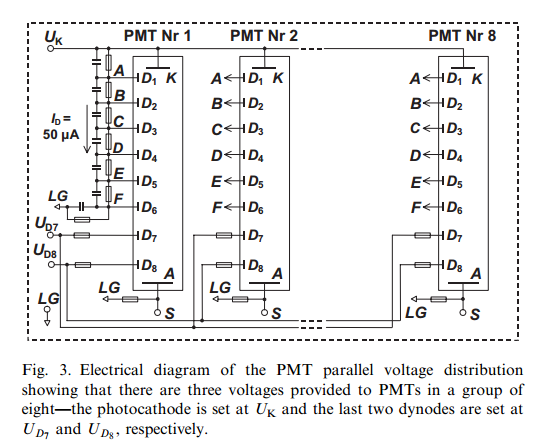 U_K PMT Nr 1 PMT Nr 2 PMT Nr 8
A D₁ K A D₁ K A D₁ K
B D₂ B D₂ B D₂
I_D = C D₃ C D₃ C D₃
50 µA D D₄ D D₄ D D₄
E D₅ E D₅ E D₅
LG F D₆ F D₆ F D₆
U_D7 D₇ D₇ D₇
U_D8 D₈ D₈ D₈
A A A
LG LG LG
LG S S S
Fig. 3. Electrical diagram of the PMT parallel voltage distribution
showing that there are three voltages provided to PMTs in a group of
eight—the photocathode is set at U_K and the last two dynodes are set at
U_D₇ and U_D₈, respectively.